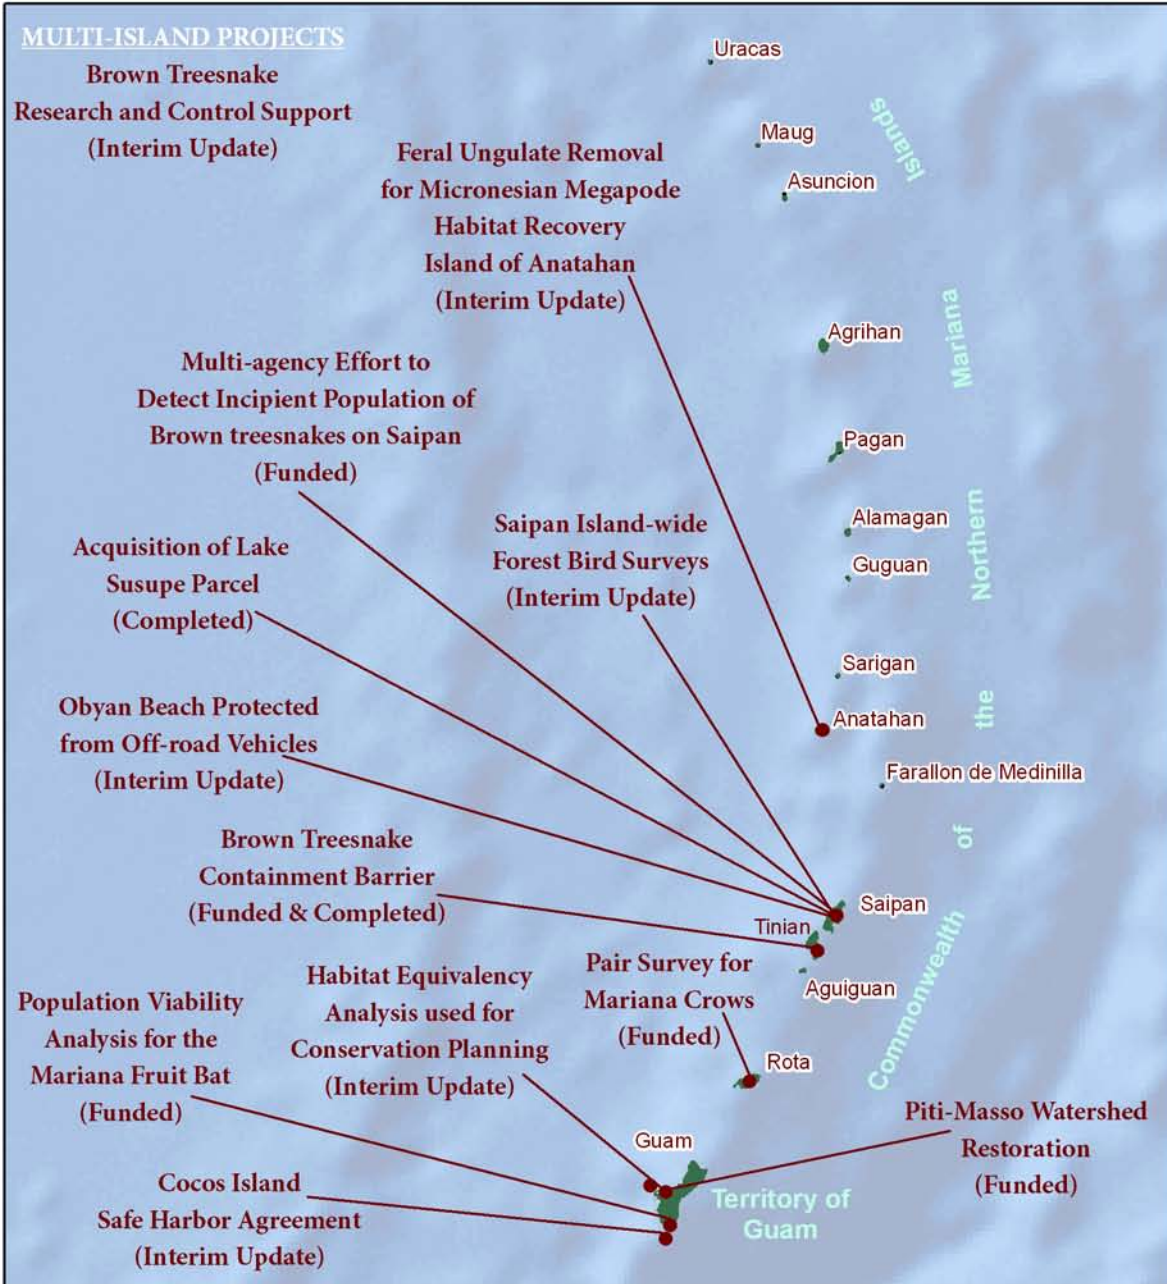 MULTI-ISLAND PROJECTS
Brown Treesnake
Research and Control Support
(Interim Update)
Uracas
Maug
Asuncion
Islands
Feral Ungulate Removal
for Micronesian Megapode
Habitat Recovery
Island of Anatahan
(Interim Update)
Agrihan
Mariana
Multi-agency Effort to
Detect Incipient Population of
Brown treesnakes on Saipan
(Funded)
Pagan
Alamagan
Guguan
Northern
Saipan Island-wide
Forest Bird Surveys
(Interim Update)
Acquisition of Lake
Susupe Parcel
(Completed)
Sarigan
Anatahan
the
Obyan Beach Protected
from Off-road Vehicles
(Interim Update)
Farallon de Medinilla
of
Brown Treesnake
Containment Barrier
(Funded & Completed)
Saipan
Tinian
Aguiguan
Commonwealth
Pair Survey for
Mariana Crows
(Funded)
Rota
Habitat Equivalency
Analysis used for
Conservation Planning
(Interim Update)
Population Viability
Analysis for the
Mariana Fruit Bat
(Funded)
Piti-Masso Watershed
Restoration
(Funded)
Guam
Territory of
Guam
Cocos Island
Safe Harbor Agreement
(Interim Update)